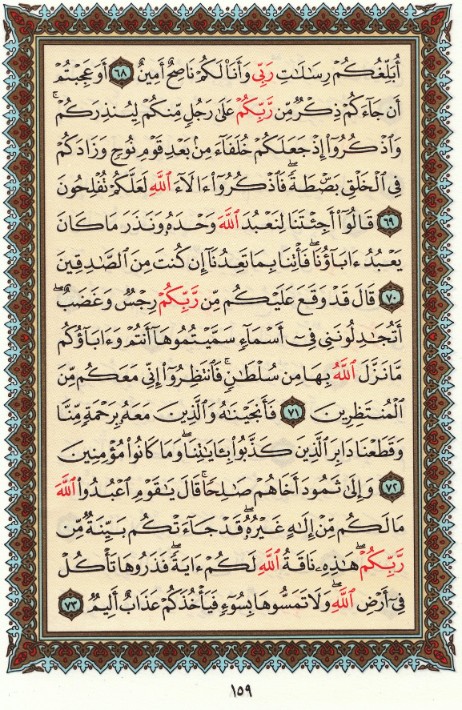 أُبَلِّغُكُمْ رِسَٰلَٰتِ رَبِّى وَأَنَا۠ لَكُمْ نَاصِحٌ أَمِينٌ ٦٨ أَوَعَجِبْتُمْ
أَن جَآءَكُمْ ذِكْرٌ مِّن رَّبِّكُمْ عَلَىٰ رَجُلٍ مِّنكُمْ لِيُنذِرَكُمْ ۚ
وَٱذْكُرُوٓا۟ إِذْ جَعَلَكُمْ خُلَفَآءَ مِنۢ بَعْدِ قَوْمِ نُوحٍ وَزَادَكُمْ
فِى ٱلْخَلْقِ بَصْۜطَةً ۖ فَٱذْكُرُوٓا۟ ءَالَآءَ ٱللَّهِ لَعَلَّكُمْ تُفْلِحُونَ
٦٩ قَالُوٓا۟ أَجِئْتَنَا لِنَعْبُدَ ٱللَّهَ وَحْدَهُۥ وَنَذَرَ مَا كَانَ
يَعْبُدُ ءَابَآؤُنَا ۖ فَأْتِنَا بِمَا تَعِدُنَآ إِن كُنتَ مِنَ ٱلصَّٰدِقِينَ
٧٠ قَالَ قَدْ وَقَعَ عَلَيْكُم مِّن رَّبِّكُمْ رِجْسٌ وَغَضَبٌ ۖ
أَتُجَٰدِلُونَنِى فِىٓ أَسْمَآءٍ سَمَّيْتُمُوهَآ أَنتُمْ وَءَابَآؤُكُم
مَّا نَزَّلَ ٱللَّهُ بِهَا مِن سُلْطَٰنٍ ۚ فَٱنتَظِرُوٓا۟ إِنِّى مَعَكُم مِّنَ
ٱلْمُنتَظِرِينَ ٧١ فَأَنجَيْنَٰهُ وَٱلَّذِينَ مَعَهُۥ بِرَحْمَةٍ مِّنَّا
وَقَطَعْنَا دَابِرَ ٱلَّذِينَ كَذَّبُوا۟ بِـَٔايَٰتِنَا ۖ وَمَا كَانُوا۟ مُؤْمِنِينَ
٧٢ وَإِلَىٰ ثَمُودَ أَخَاهُمْ صَٰلِحًا ۗ قَالَ يَٰقَوْمِ ٱعْبُدُوا۟ ٱللَّهَ
مَا لَكُم مِّنْ إِلَٰهٍ غَيْرُهُۥ ۖ قَدْ جَآءَتْكُم بَيِّنَةٌ مِّن
رَّبِّكُمْ ۖ هَٰذِهِۦ نَاقَةُ ٱللَّهِ لَكُمْ ءَايَةً ۖ فَذَرُوهَا تَأْكُلْ
فِىٓ أَرْضِ ٱللَّهِ ۖ وَلَا تَمَسُّوهَا بِسُوٓءٍ فَيَأْخُذَكُمْ عَذَابٌ أَلِيمٌ ٧٣
١٥٩